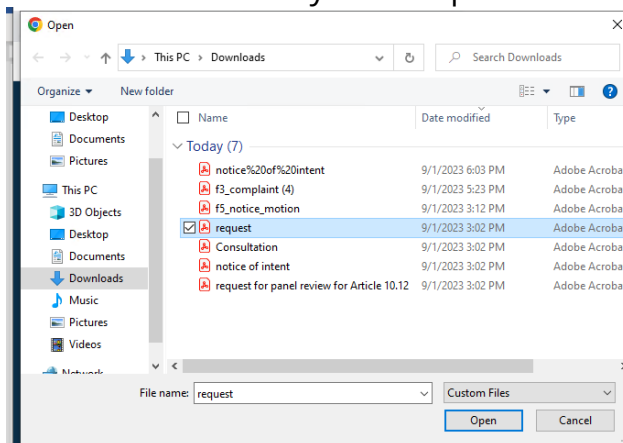 Open
This PC > Downloads
Search Downloads
Organize
New folder
Desktop
Documents
Pictures
This PC
3D Objects
Desktop
Documents
Downloads
Music
Pictures
Videos
Name Date modified Type
Today (7)
notice%20of%20intent 9/1/2023 6:03 PM Adobe Acroba
f3_complaint (4) 9/1/2023 5:23 PM Adobe Acroba
f5_notice_motion 9/1/2023 3:12 PM Adobe Acroba
request 9/1/2023 3:02 PM Adobe Acroba
Consultation 9/1/2023 3:02 PM Adobe Acroba
notice of intent 9/1/2023 3:02 PM Adobe Acroba
request for panel review for Article 10.12 9/1/2023 3:02 PM Adobe Acroba
File name: request
Custom Files
Open
Cancel